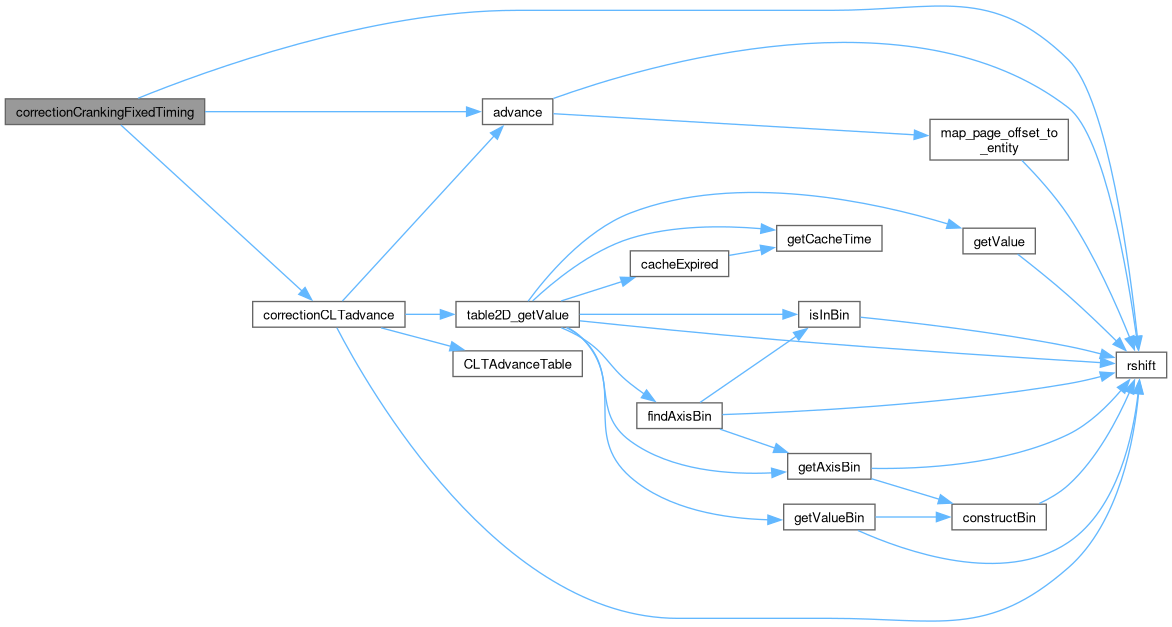 correctionCrankingFixedTiming
advance
map_page_offset_to
_entity
getValue
getCacheTime
cacheExpired
correctionCLTadvance
table2D_getValue
isInBin
CLTAdvanceTable
rshift
findAxisBin
getAxisBin
getValueBin
constructBin